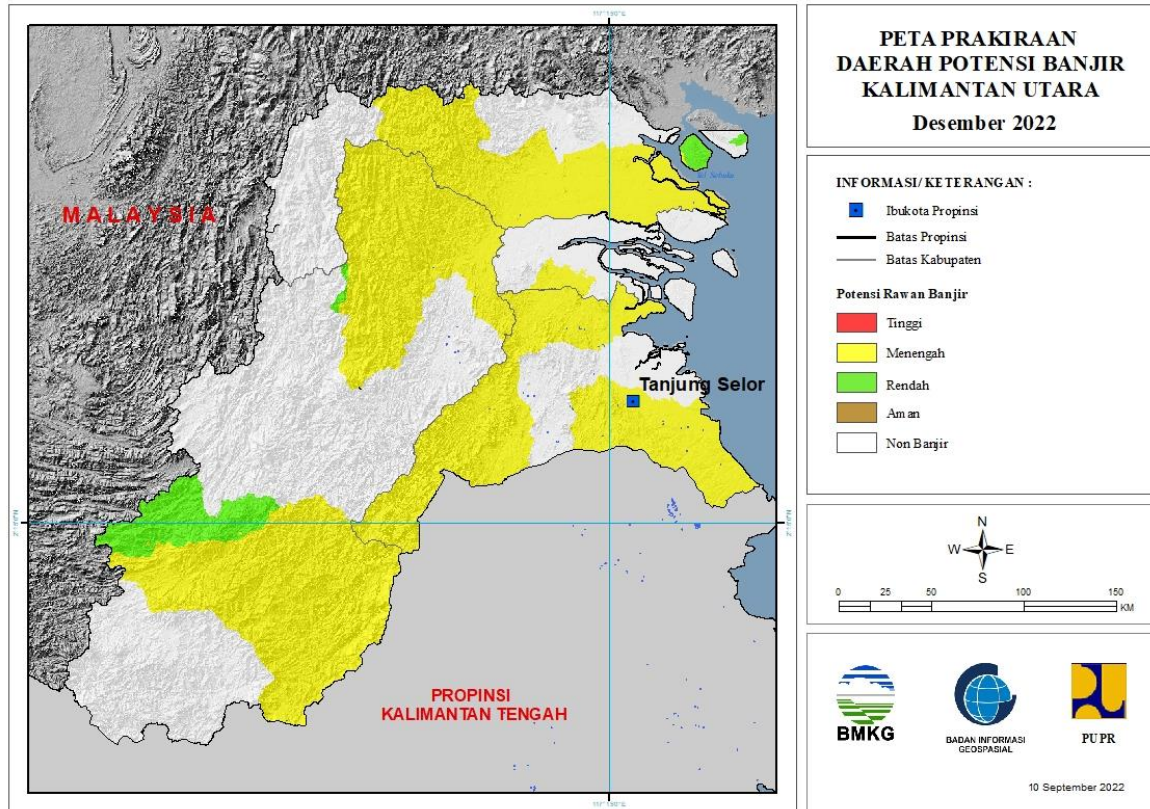 PETA PRAKIRAAN
DAERAH POTENSI BANJIR
KALIMANTAN UTARA
Desember 2022
INFORMASI/KETERANGAN :
Ibukota Propinsi
Batas Propinsi
Batas Kabupaten
Potensi Rawan Banjir
Tinggi
Menengah
Rendah
Aman
Non Banjir
MALAYSIA
Tanjung Selor
PROPINSI
KALIMANTAN TENGAH
N
W E
S
0 25 50 100 150
KM
BMKG
BADAN INFORMASI
GEOSPASIAL
PUPR
10 September 2022